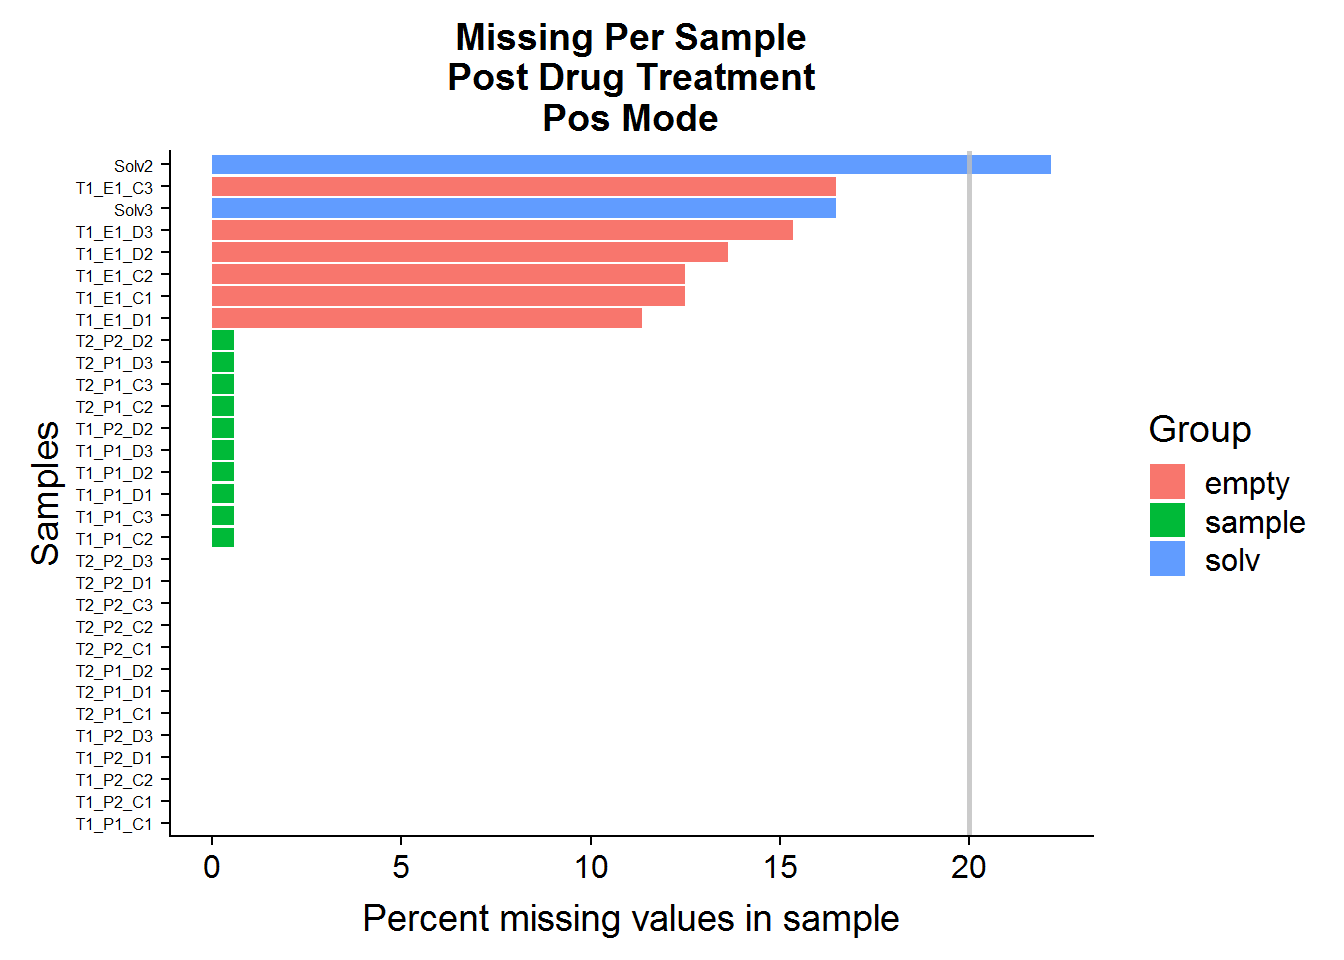 Missing Per Sample
Post Drug Treatment
Pos Mode
Solv2
T1_E1_C3
Solv3
T1_E1_D3
T1_E1_D2
T1_E1_C2
T1_E1_C1
T1_E1_D1
T2_P2_D2
T2_P1_D3
T2_P1_C3
T2_P1_C2
T1_P2_D2
T1_P1_D3
T1_P1_D2
T1_P1_D1
T1_P1_C3
T1_P1_C2
T2_P2_D3
T2_P2_D1
T2_P2_C3
T2_P2_C2
T2_P2_C1
T2_P1_D2
T2_P1_D1
T2_P1_C1
T1_P2_D3
T1_P2_D1
T1_P2_C2
T1_P2_C1
T1_P1_C1
Samples
0 5 10 15 20
Percent missing values in sample
Group
empty
sample
solv